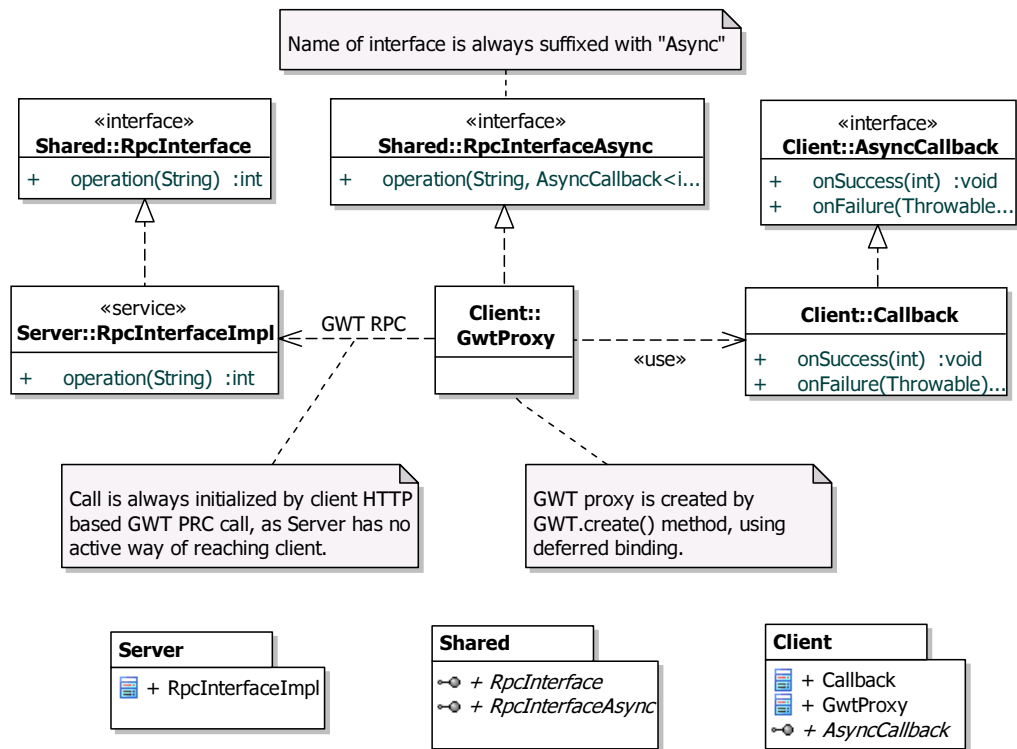 Name of interface is always suffixed with "Async"
«interface»
Shared::RpcInterface
+ operation(String) :int
«interface»
Shared::RpcInterfaceAsync
+ operation(String, AsyncCallback<i...
«interface»
Client::AsyncCallback
+ onSuccess(int) :void
+ onFailure(Throwable...
«service»
Server::RpcInterfaceImpl
+ operation(String) :int
GWT RPC
Client::
GwtProxy
«use»
Client::Callback
+ onSuccess(int) :void
+ onFailure(Throwable)...
Call is always initialized by client HTTP
based GWT PRC call, as Server has no
active way of reaching client.
GWT proxy is created by
GWT.create() method, using
deferred binding.
Server
+ RpcInterfaceImpl
Shared
+ RpcInterface
+ RpcInterfaceAsync
Client
+ Callback
+ GwtProxy
+ AsyncCallback